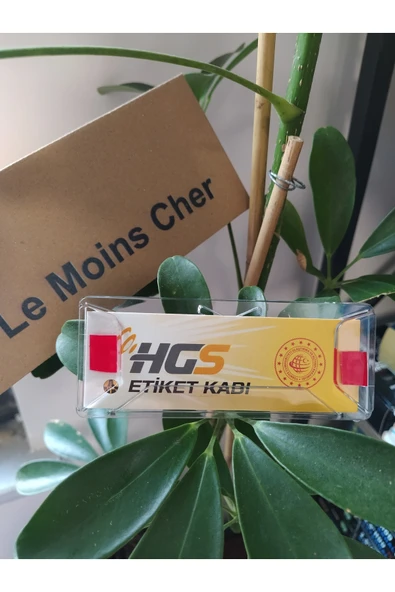 Le Moins Cher
HGS
ETİKET KABI